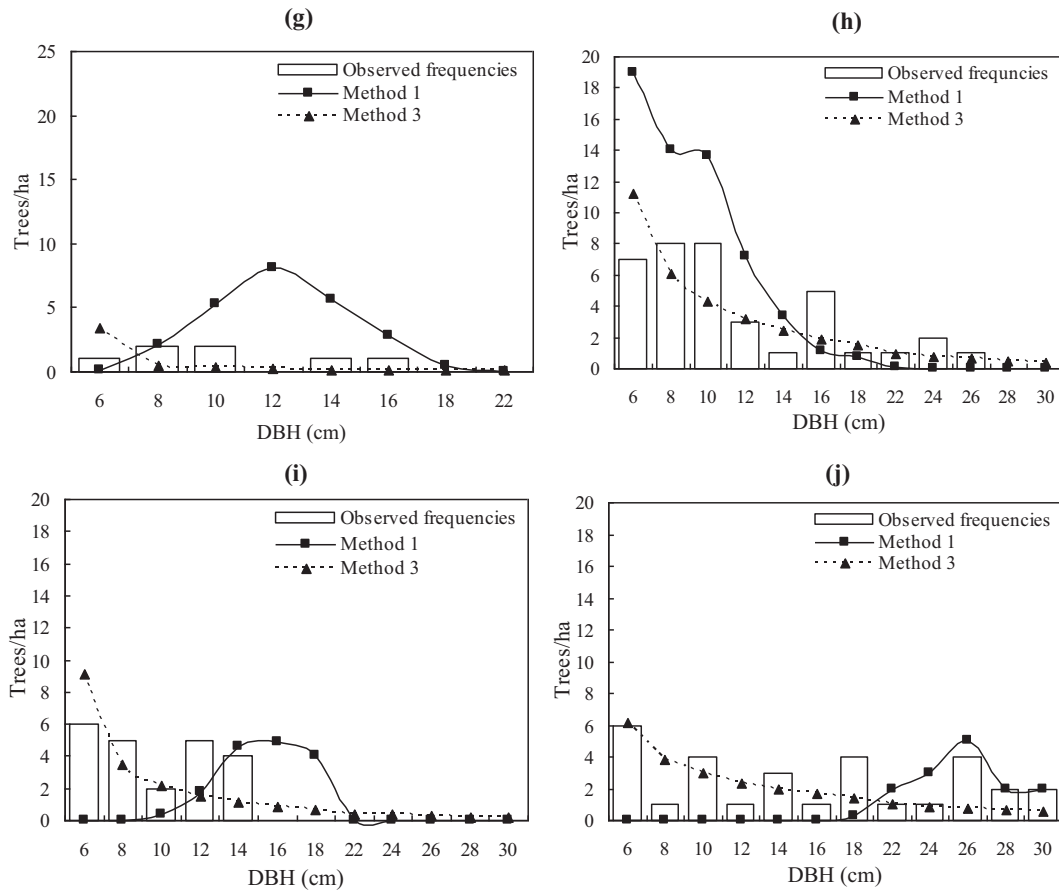 (g)
25
20
15
10
5
0
Trees/ha
Observed frequencies
Method 1
Method 3
6 8 10 12 14 16 18 22
DBH (cm)
(h)
20
18
16
14
12
10
8
6
4
2
0
Trees/ha
Observed frequncies
Method 1
Method 3
6 8 10 12 14 16 18 22 24 26 28 30
DBH (cm)
(i)
20
18
16
14
12
10
8
6
4
2
0
Trees/ha
Observed frequencies
Method 1
Method 3
6 8 10 12 14 16 18 22 24 26 28 30
DBH (cm)
(j)
20
18
16
14
12
10
8
6
4
2
0
Trees/ha
Observed frequencies
Method 1
Method 3
6 8 10 12 14 16 18 22 24 26 28 30
DBH (cm)